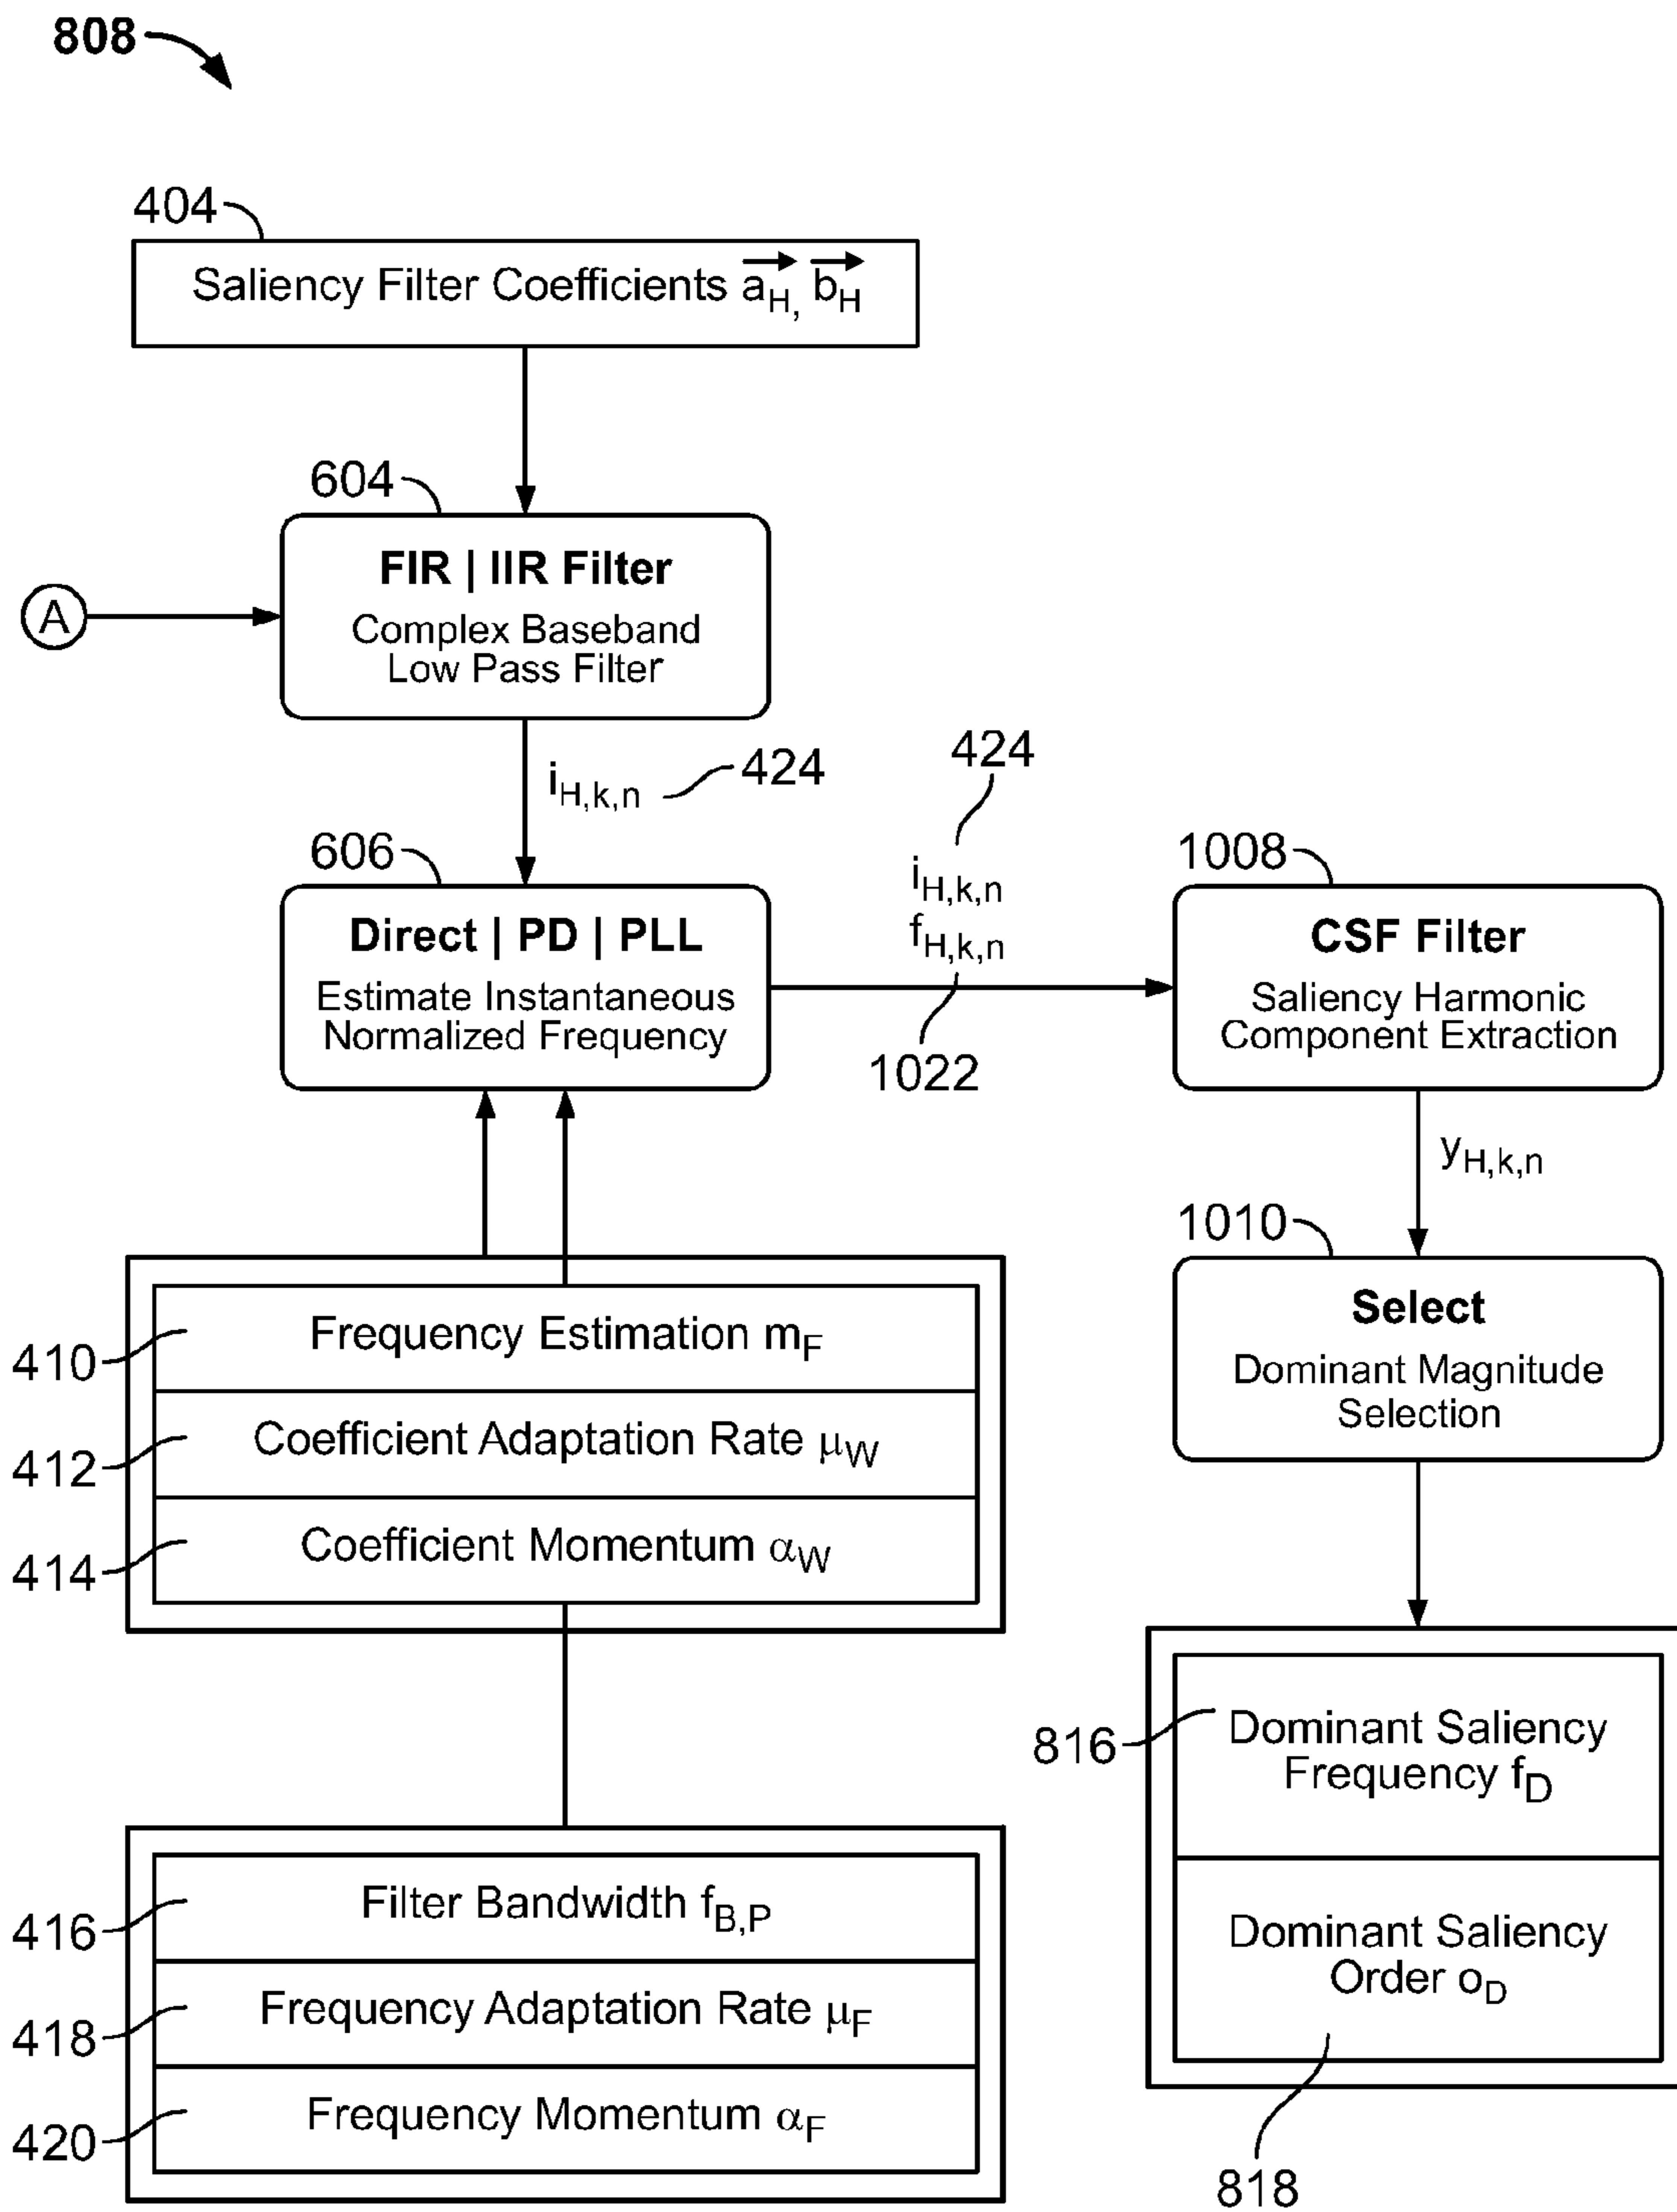 808
404
Saliency Filter Coefficients a_H, b_H
604
FIR | IIR Filter
Complex Baseband
Low Pass Filter
A
i_H,k,n
424
606
Direct | PD | PLL
Estimate Instantaneous
Normalized Frequency
424
i_H,k,n
f_H,k,n
1022
1008
CSF Filter
Saliency Harmonic
Component Extraction
y_H,k,n
1010
Select
Dominant Magnitude
Selection
410
Frequency Estimation m_F
412
Coefficient Adaptation Rate μ_W
414
Coefficient Momentum α_W
416
Filter Bandwidth f_B,P
418
Frequency Adaptation Rate μ_F
420
Frequency Momentum α_F
816
Dominant Saliency
Frequency f_D
Dominant Saliency
Order o_D
818